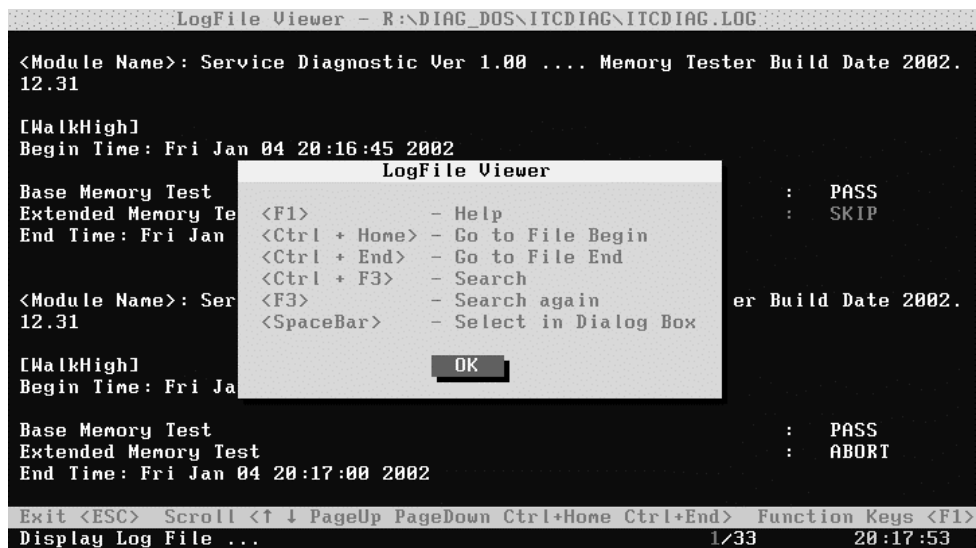 LogFile Viewer - R:\DIAG_DOS\ITCDIAG\ITCDIAG.LOG
<Module Name>: Service Diagnostic Ver 1.00 .... Memory Tester Build Date 2002.
12.31
[WalkHigh]
Begin Time: Fri Jan 04 20:16:45 2002
LogFile Viewer
Base Memory Test : PASS
Extended Memory Te : SKIP
End Time: Fri Jan
<F1> - Help
<Ctrl + Home> - Go to File Begin
<Ctrl + End> - Go to File End
<Ctrl + F3> - Search
<F3> - Search again
<SpaceBar> - Select in Dialog Box
OK
<Module Name>: Ser er Build Date 2002.
12.31
[WalkHigh]
Begin Time: Fri Ja
Base Memory Test : PASS
Extended Memory Test : ABORT
End Time: Fri Jan 04 20:17:00 2002
Exit <ESC> Scroll <↑ ↓ PageUp PageDown Ctrl+Home Ctrl+End> Function Keys <F1>
Display Log File ... 1/33 20:17:53